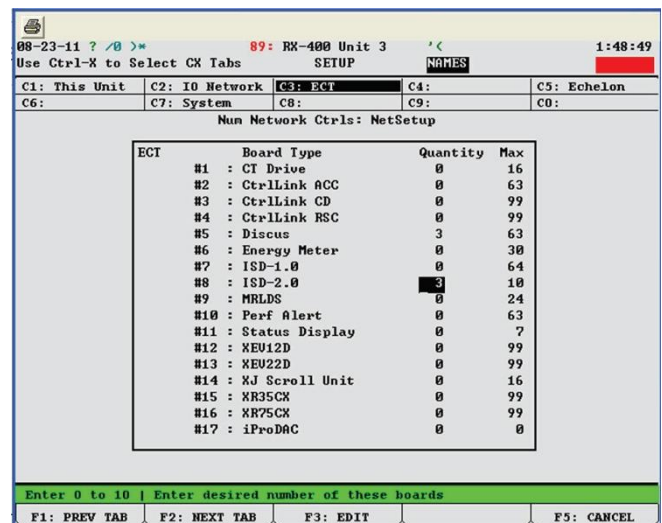 08-23-11 ? /0 >* 89: RX-400 Unit 3 '< 1:48:49
Use Ctrl-X to Select CX Tabs SETUP NAMES
C1: This Unit C2: IO Network C3: ECT C4: C5: Echelon
C6: C7: System C8: C9: C0:
Num Network Ctrls: NetSetup
ECT Board Type Quantity Max
#1 : CT Drive 0 16
#2 : CtrlLink ACC 0 63
#3 : CtrlLink CD 0 99
#4 : CtrlLink RSC 0 99
#5 : Discus 3 63
#6 : Energy Meter 0 30
#7 : ISD-1.0 0 64
#8 : ISD-2.0 3 10
#9 : MRLDS 0 24
#10 : Perf Alert 0 63
#11 : Status Display 0 7
#12 : XEV12D 0 99
#13 : XEV22D 0 99
#14 : XJ Scroll Unit 0 16
#15 : XR35CX 0 99
#16 : XR75CX 0 99
#17 : iProDAC 0 0
Enter 0 to 10 | Enter desired number of these boards
F1: PREV TAB F2: NEXT TAB F3: EDIT F5: CANCEL